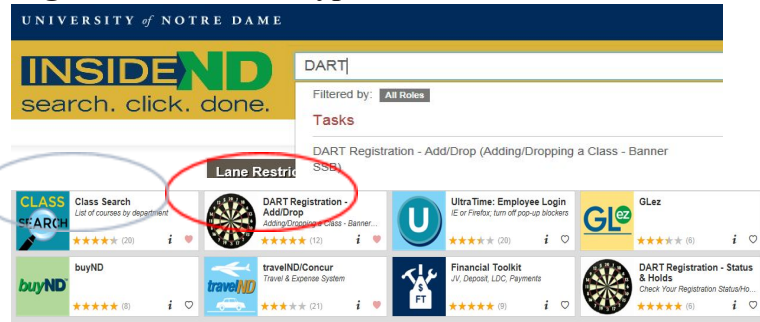 UNIVERSITY of NOTRE DAME
INSIDEND
search. click. done.
DART
Filtered by: All Roles
Tasks
DART Registration - Add/Drop (Adding/Dropping a Class - Banner
SSB)
Lane Restric
CLASS
SEARCH
Class Search
List of courses by department
(20) i
DART Registration -
Add/Drop
Adding/Dropping a Class - Banner...
(12) i
U
UltraTime: Employee Login
IE or Firefox; turn off pop-up blockers
(20) i
GLez
GLez
(6) i
buyND
buyND
(8) i
travelND
travelND/Concur
Travel & Expense System
(21) i
$
FT
Financial Toolkit
JV, Deposit, LDC, Payments
(9) i
DART Registration - Status
& Holds
Check Your Registration Status/Ho...
(6) i